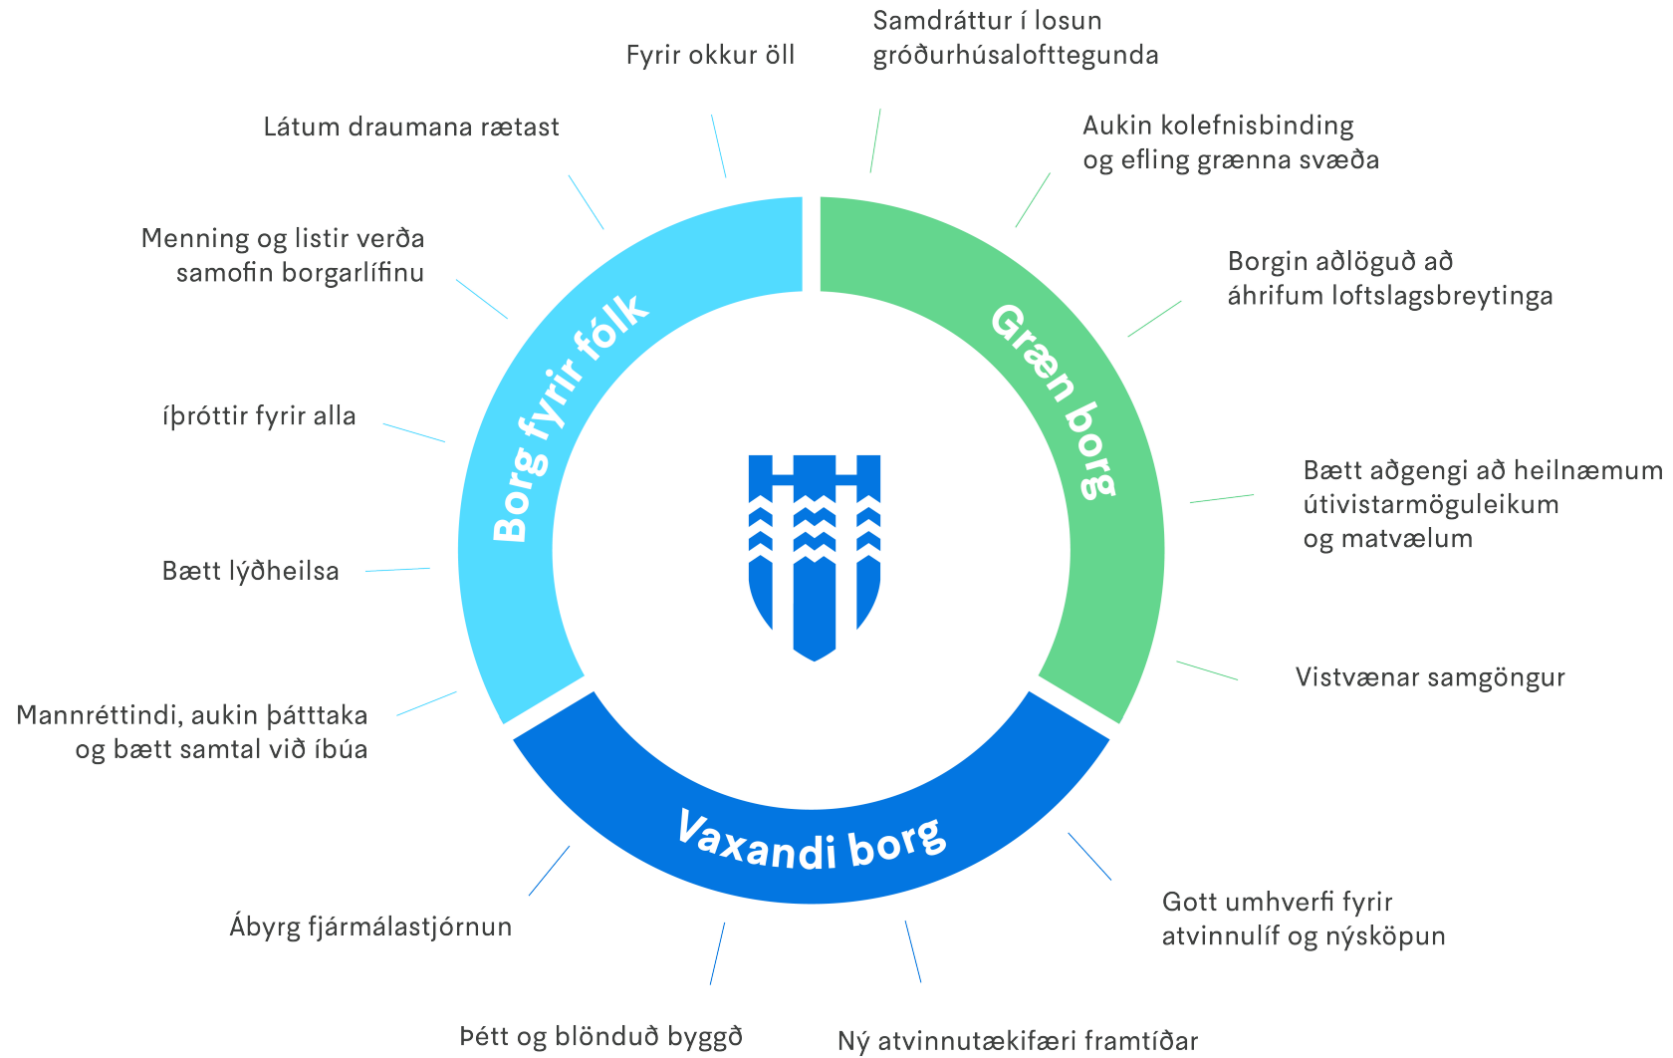 Fyrir okkur öll
Samdráttur í losun
gróðurhúsalofttegunda
Látum draumana rætast
Aukin kolefnisbinding
og efling grænna svæða
Menning og listir verða
samofin borgarlífinu
Borgin aðlöguð að
áhrifum loftslagsbreytinga
íþróttir fyrir alla
Bætt aðgengi að heilnæmum
útivistarmöguleikum
og matvælum
Bætt lýðheilsa
Vistvænar samgöngur
Mannréttindi, aukin þátttaka
og bætt samtal við íbúa
Borg fyrir fólk
Græn borg
Vaxandi borg
Ábyrg fjármálastjórnun
Gott umhverfi fyrir
atvinnulíf og nýsköpun
Þétt og blönduð byggð
Ný atvinnutækifæri framtíðar